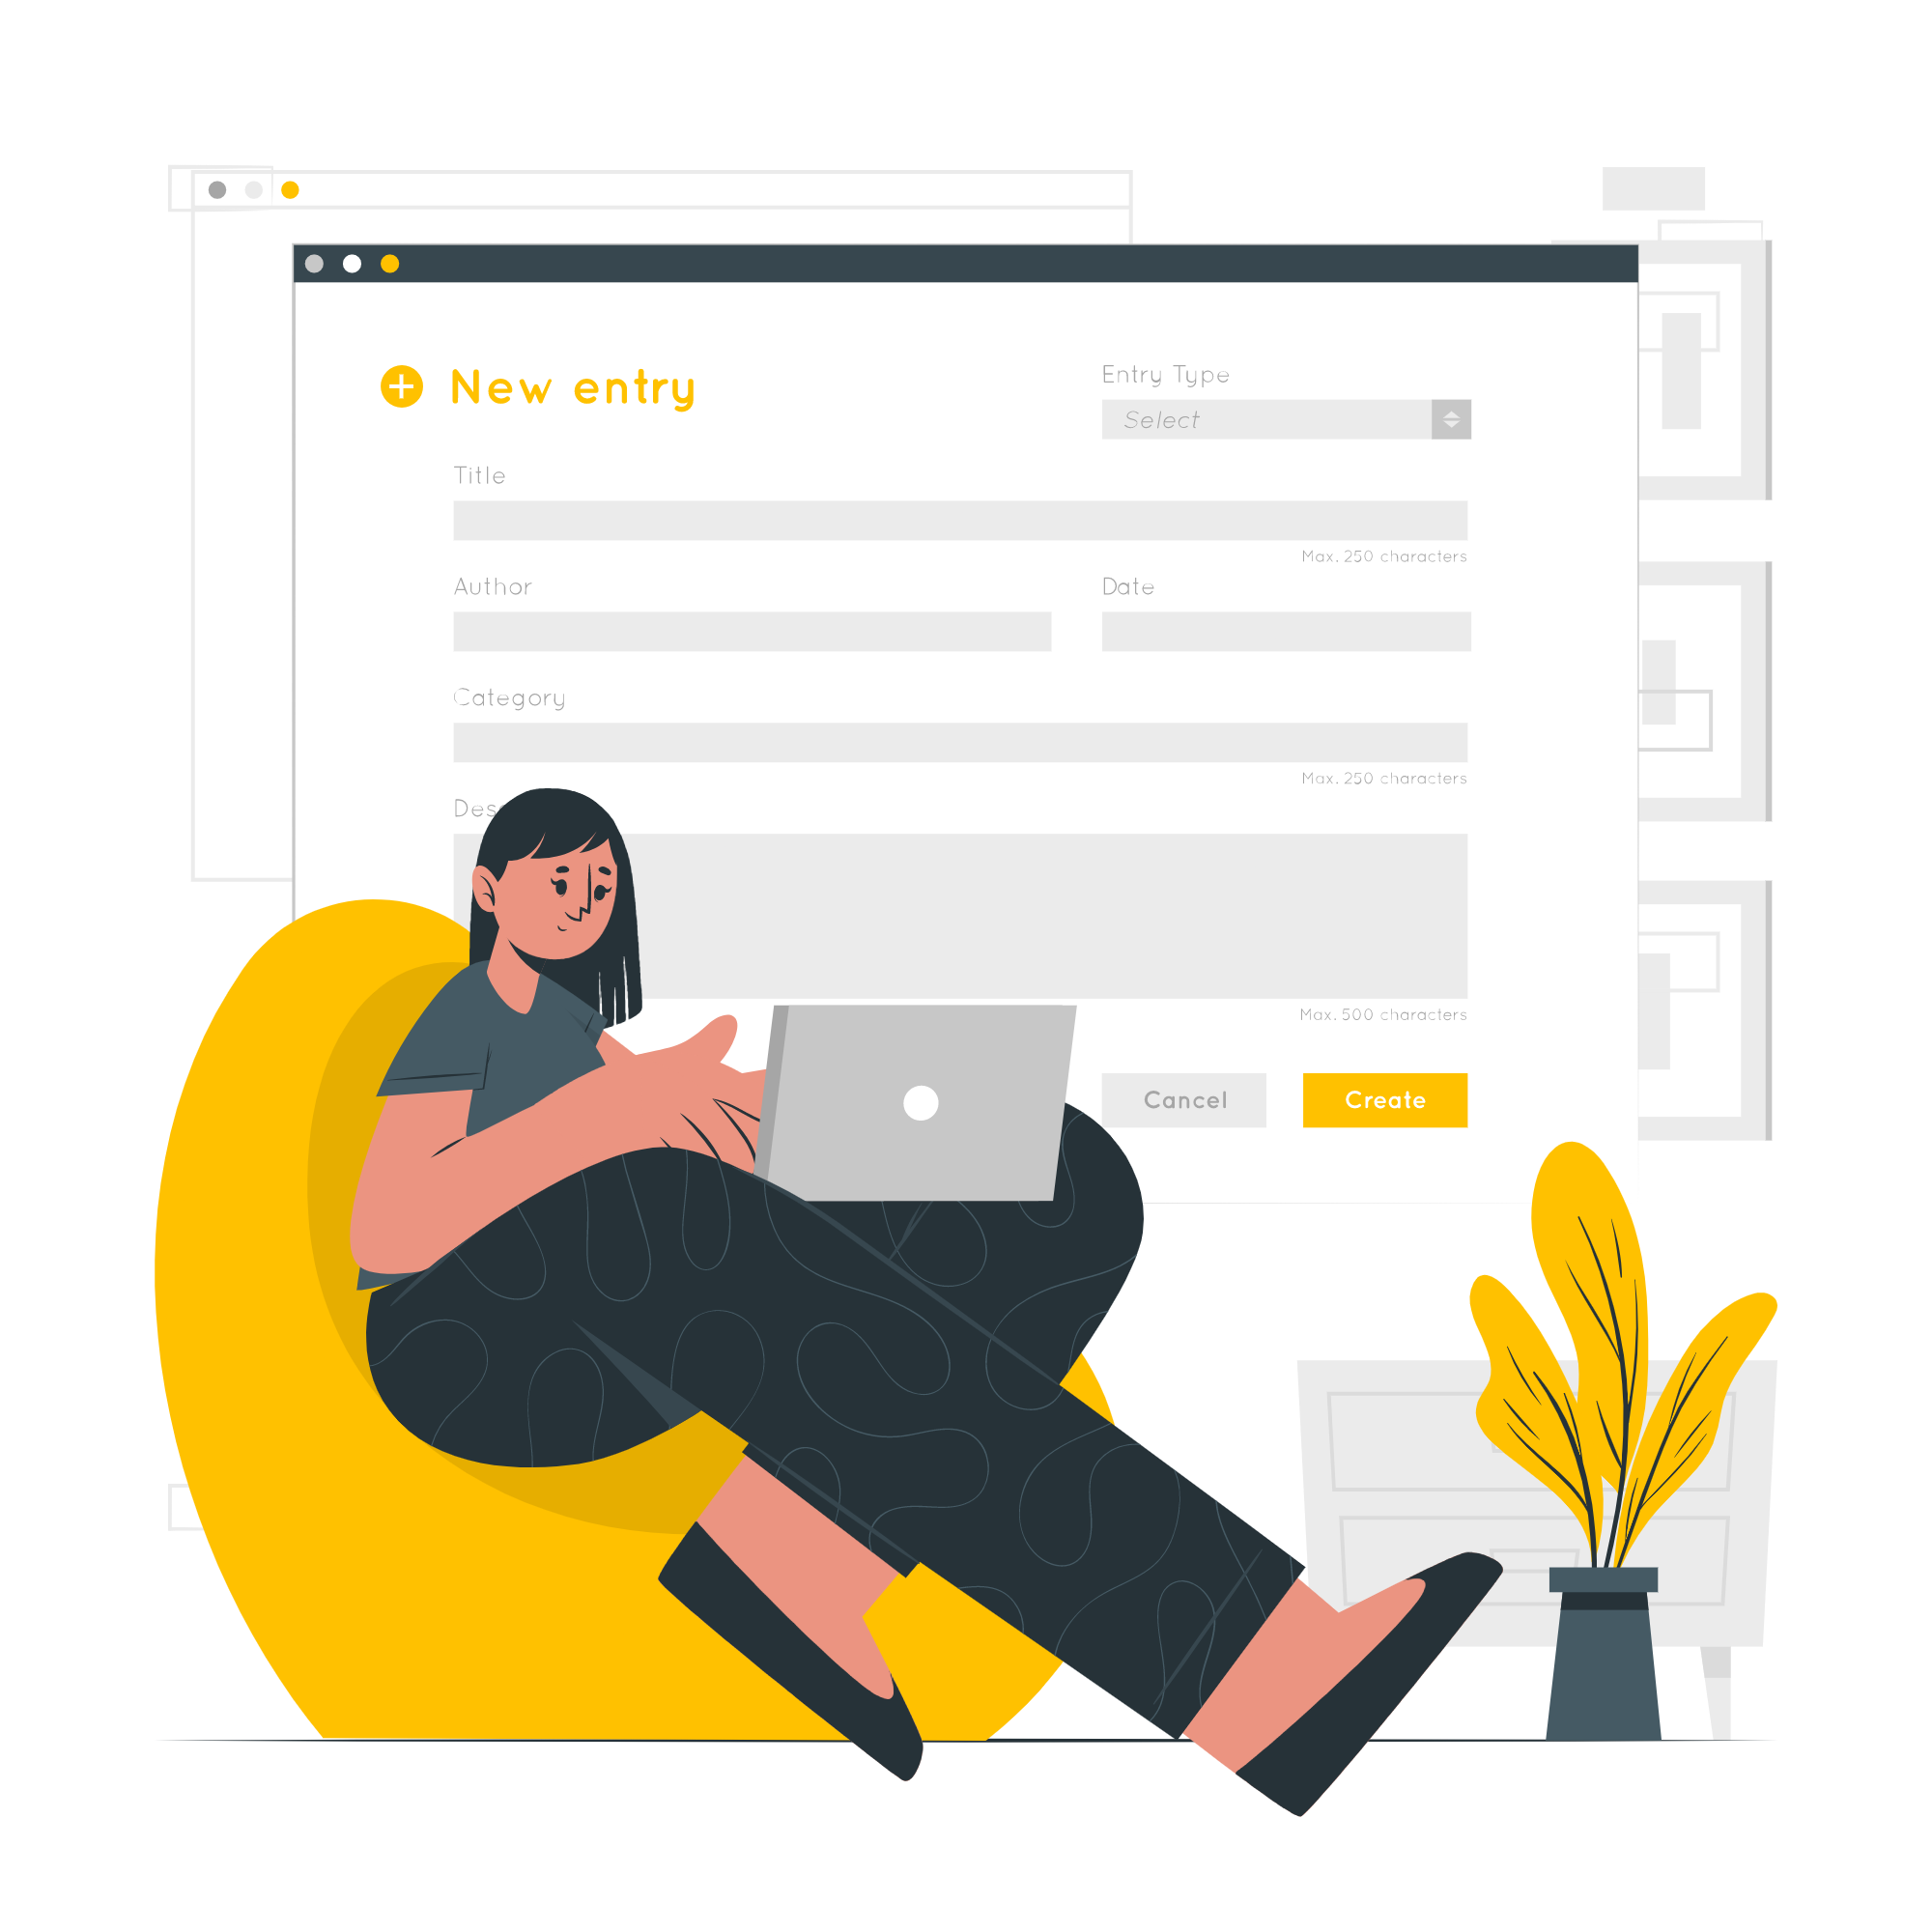 New entry
Entry Type
Select
Title
Max. 250 characters
Author
Date
Category
Max. 250 characters
Des
Max. 500 characters
Cancel
Create